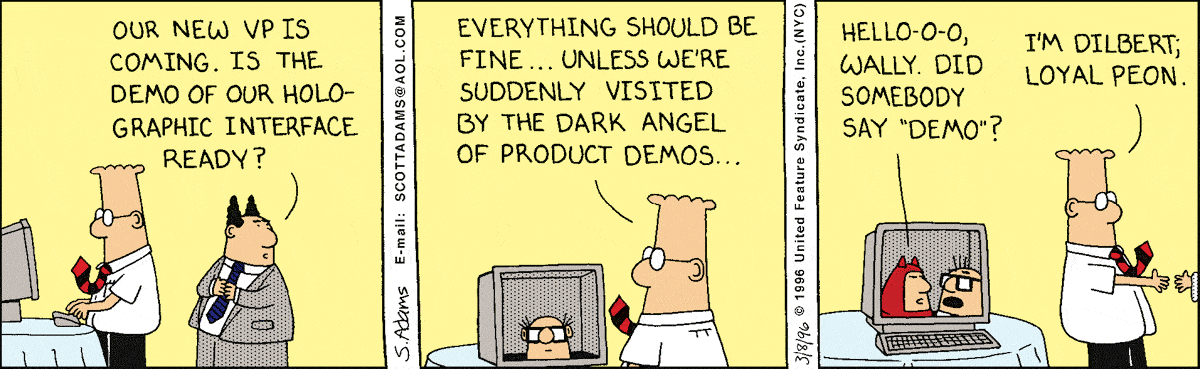 OUR NEW VP IS
COMING. IS THE
DEMO OF OUR HOLO-
GRAPHIC INTERFACE
READY?
S.Adams E-mail: SCOTTADAMS@AOL.COM
EVERYTHING SHOULD BE
FINE... UNLESS WE'RE
SUDDENLY VISITED
BY THE DARK ANGEL
OF PRODUCT DEMOS...
3/8/96 © 1996 United Feature Syndicate, Inc.(NYC)
HELLO-O-O,
WALLY. DID
SOMEBODY
SAY "DEMO"?
I'M DILBERT;
LOYAL PEON.